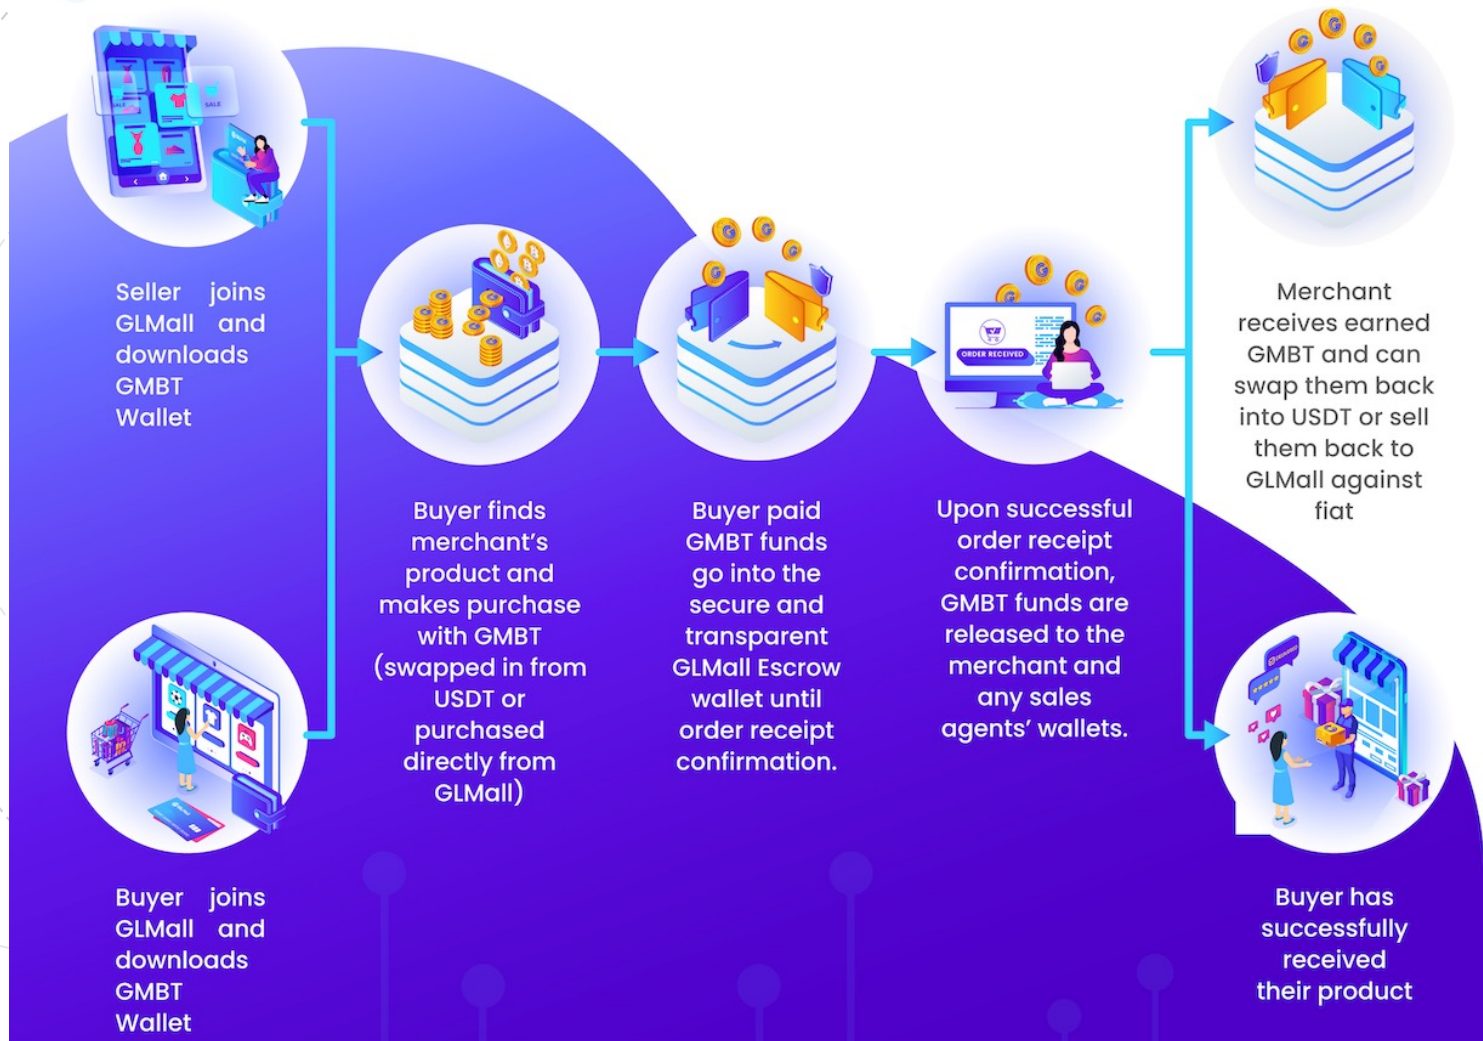 SALE
SALE
Seller joins
GLMall and
downloads
GMBT
Wallet
Buyer joins
GLMall and
downloads
GMBT
Wallet
Buyer finds
merchant's
product and
makes purchase
with GMBT
(swapped in from
USDT or
purchased
directly from
GLMall)
Buyer paid
GMBT funds
go into the
secure and
transparent
GLMall Escrow
wallet until
order receipt
confirmation.
ORDER RECEIVED
Upon successful
order receipt
confirmation,
GMBT funds are
released to the
merchant and
any sales
agents' wallets.
Merchant
receives earned
GMBT and can
swap them back
into USDT or sell
them back to
GLMall against
fiat
Buyer has
successfully
received
their product